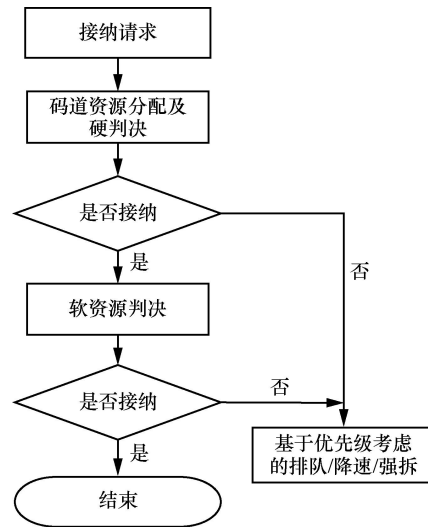 接纳请求
码道资源分配及
硬判决
是否接纳
是
否
软资源判决
是否接纳
否
是
基于优先级考虑
的排队/降速/强拆
结束